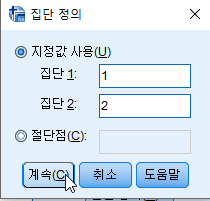 집단 정의
지정값 사용(U)
집단 1: 1
집단 2: 2
절단점(C):
계속(C) 취소 도움말